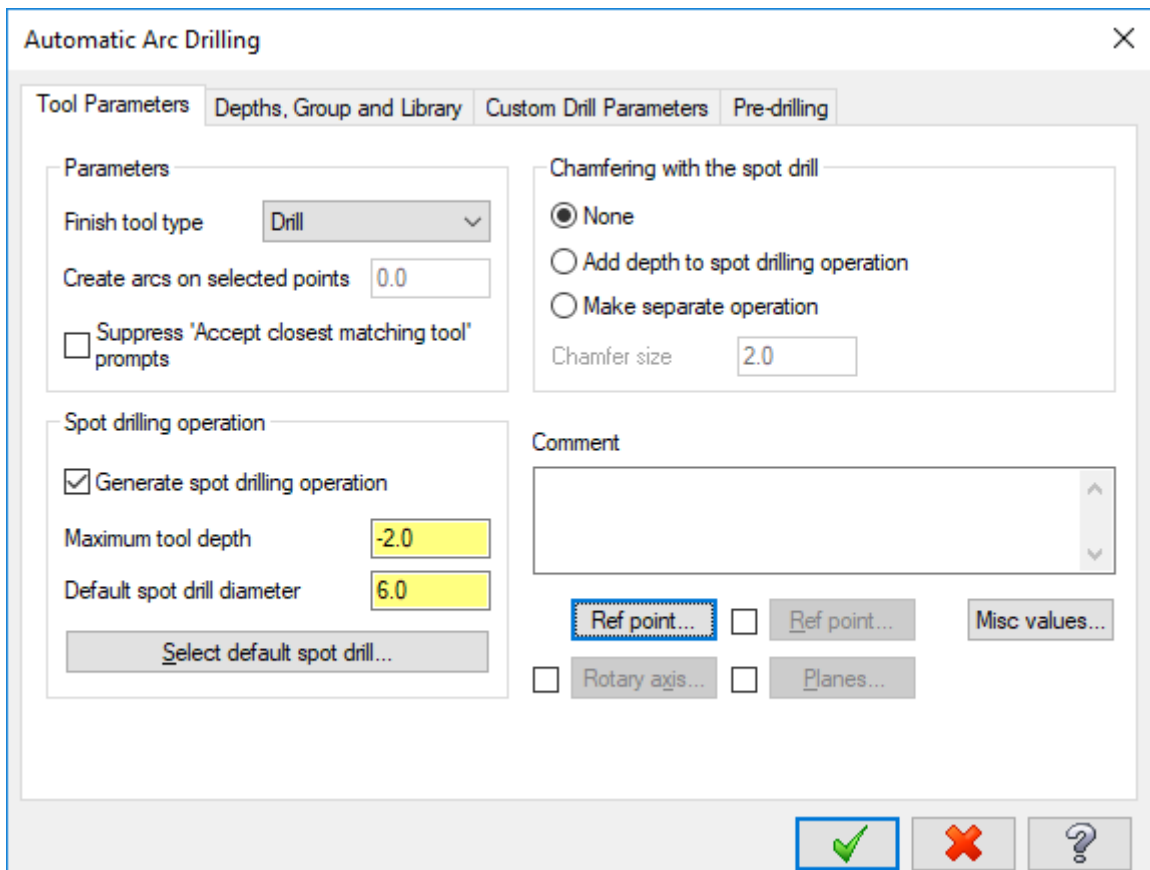 Automatic Arc Drilling
Tool Parameters
Depths, Group and Library
Custom Drill Parameters
Pre-drilling
Parameters
Finish tool type
Drill
Create arcs on selected points
0.0
Suppress 'Accept closest matching tool'
prompts
Chamfering with the spot drill
None
Add depth to spot drilling operation
Make separate operation
Chamfer size
2.0
Spot drilling operation
Generate spot drilling operation
Maximum tool depth
-2.0
Default spot drill diameter
6.0
Select default spot drill...
Comment
Ref point...
Ref point...
Misc values...
Rotary axis...
Planes...